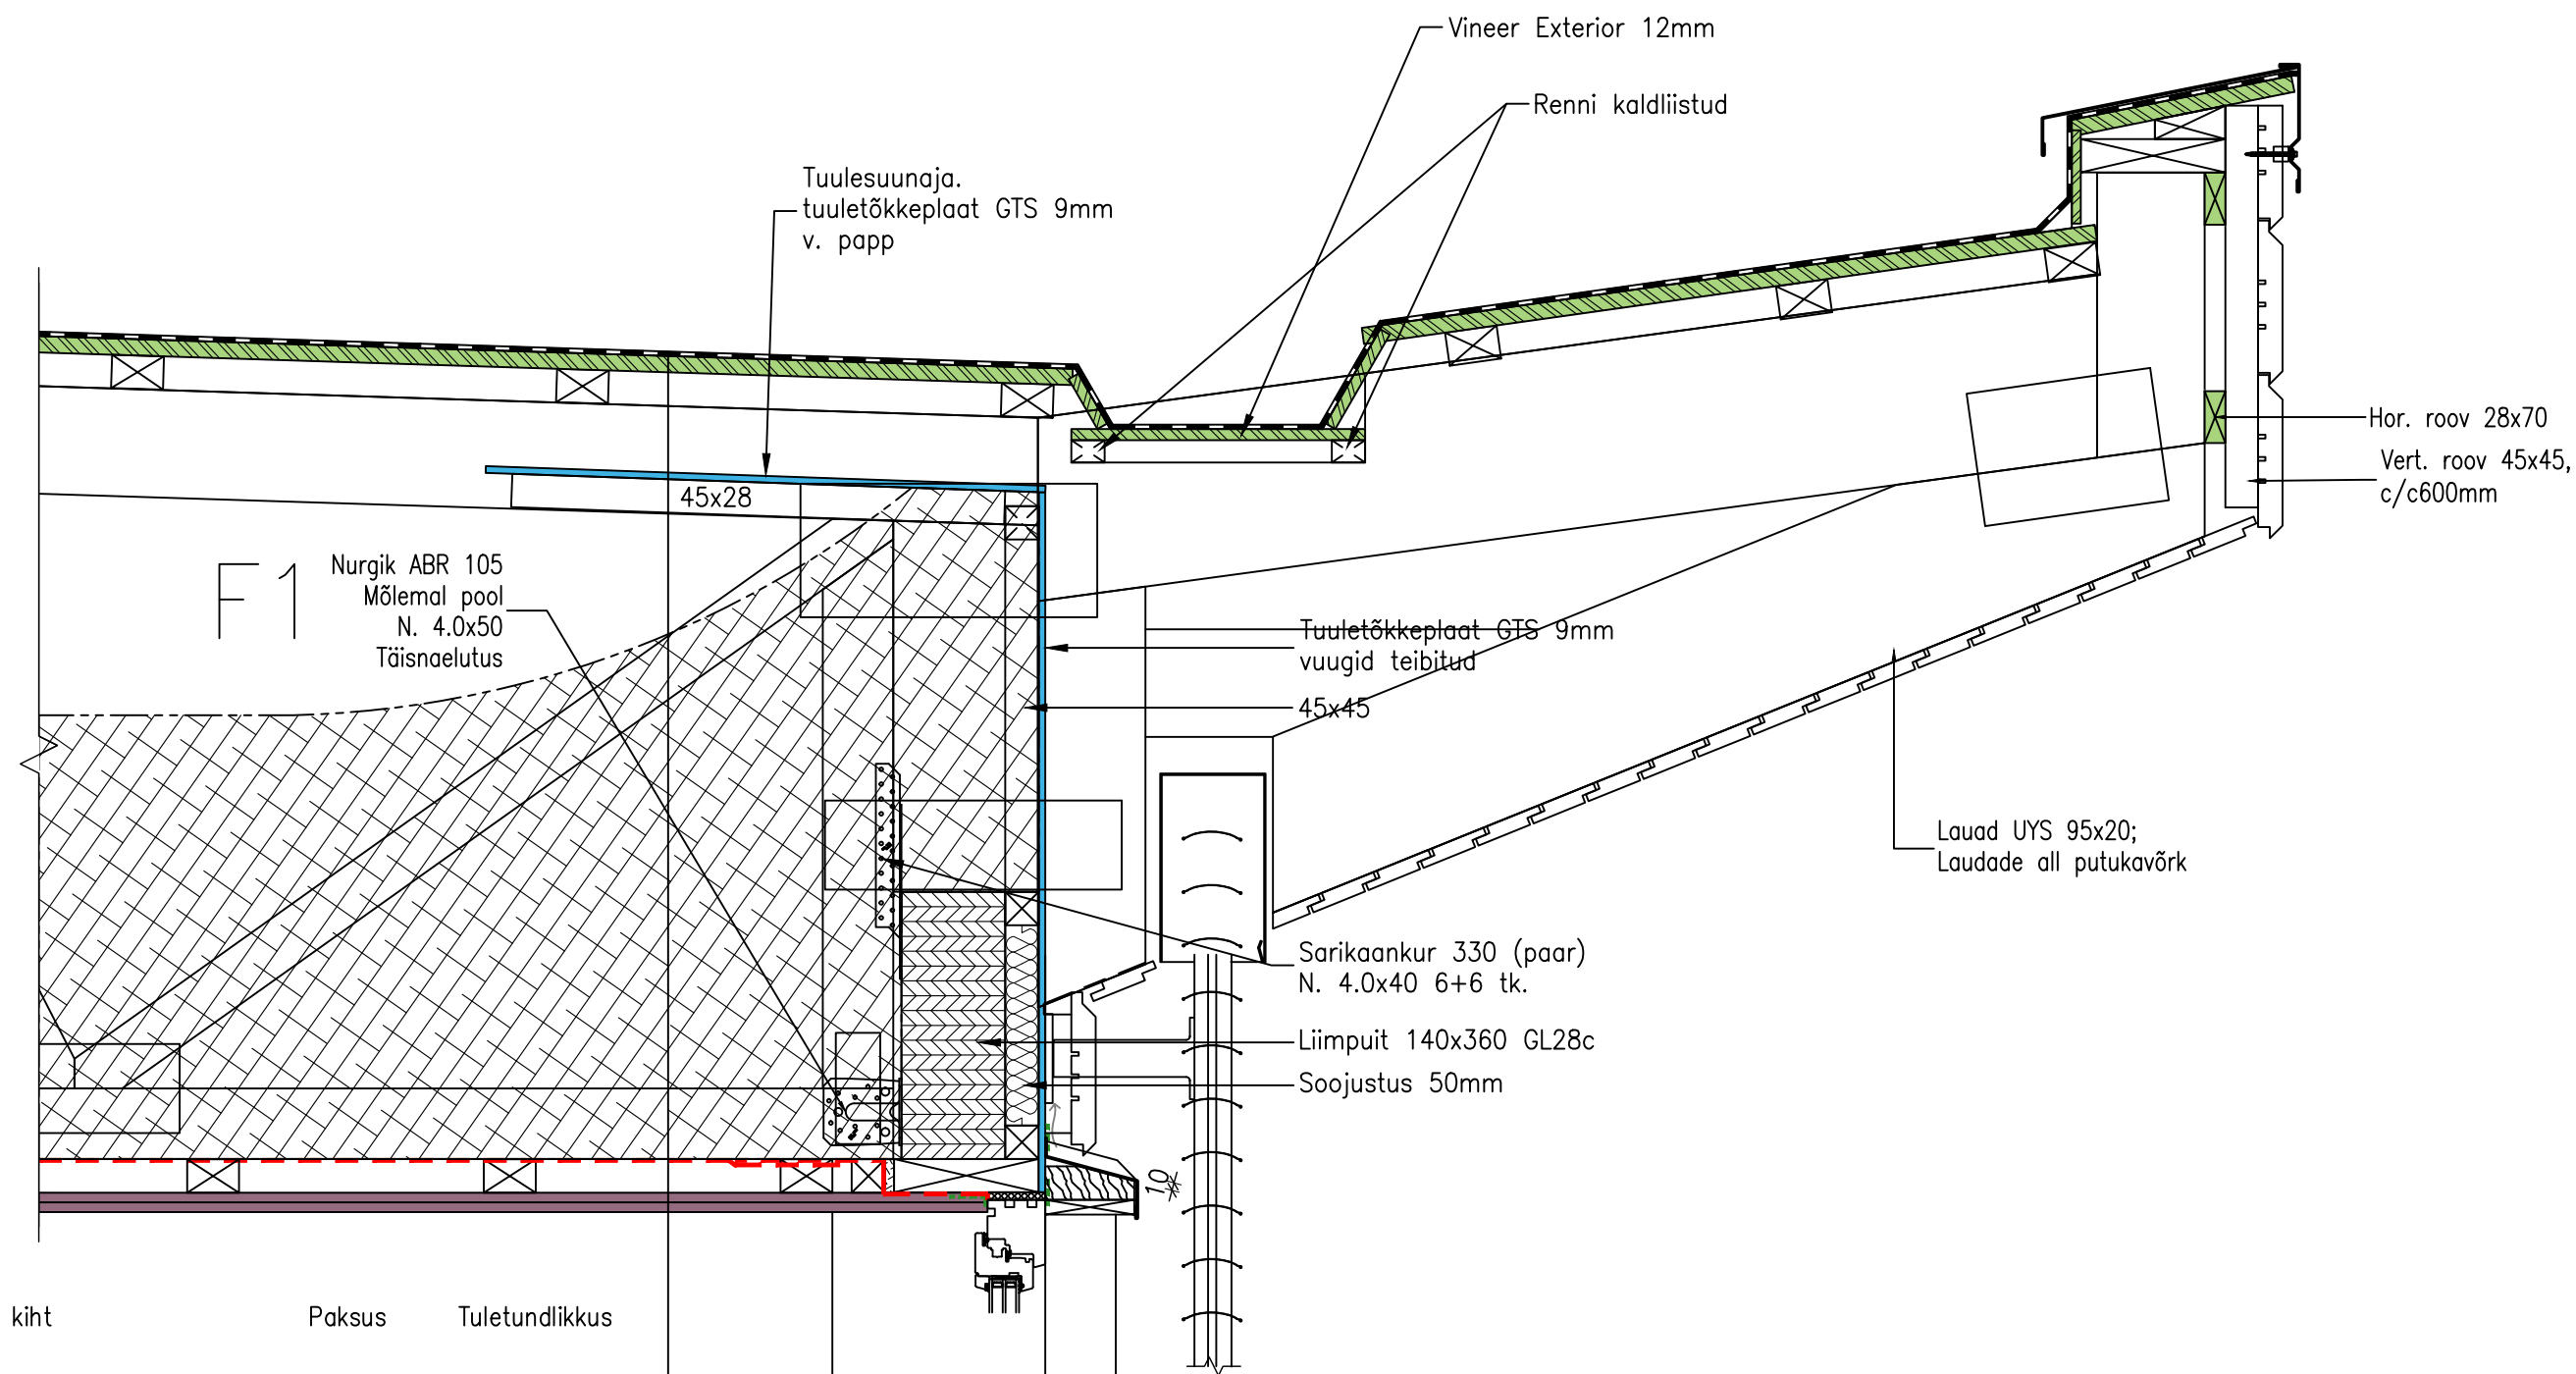 Vineer Exterior 12mm
Renni kaldliistud
Tuulesuunaja.
tuuletõkkeplaat GTS 9mm
v. papp
Hor. roov 28x70
Vert. roov 45x45,
c/c600mm
45x28
F1
Nurgik ABR 105
Mõlemal pool
N. 4.0x50
Täisnaelutus
Tuuletõkkeplaat GTS 9mm
vuugid teibitud
45x45
Lauad UYS 95x20;
Laudade all putukavõrk
Sarikaankur 330 (paar)
N. 4.0x40 6+6 tk.
Liimpuit 140x360 GL28c
Soojustus 50mm
10
kiht Paksus Tuletundlikkus